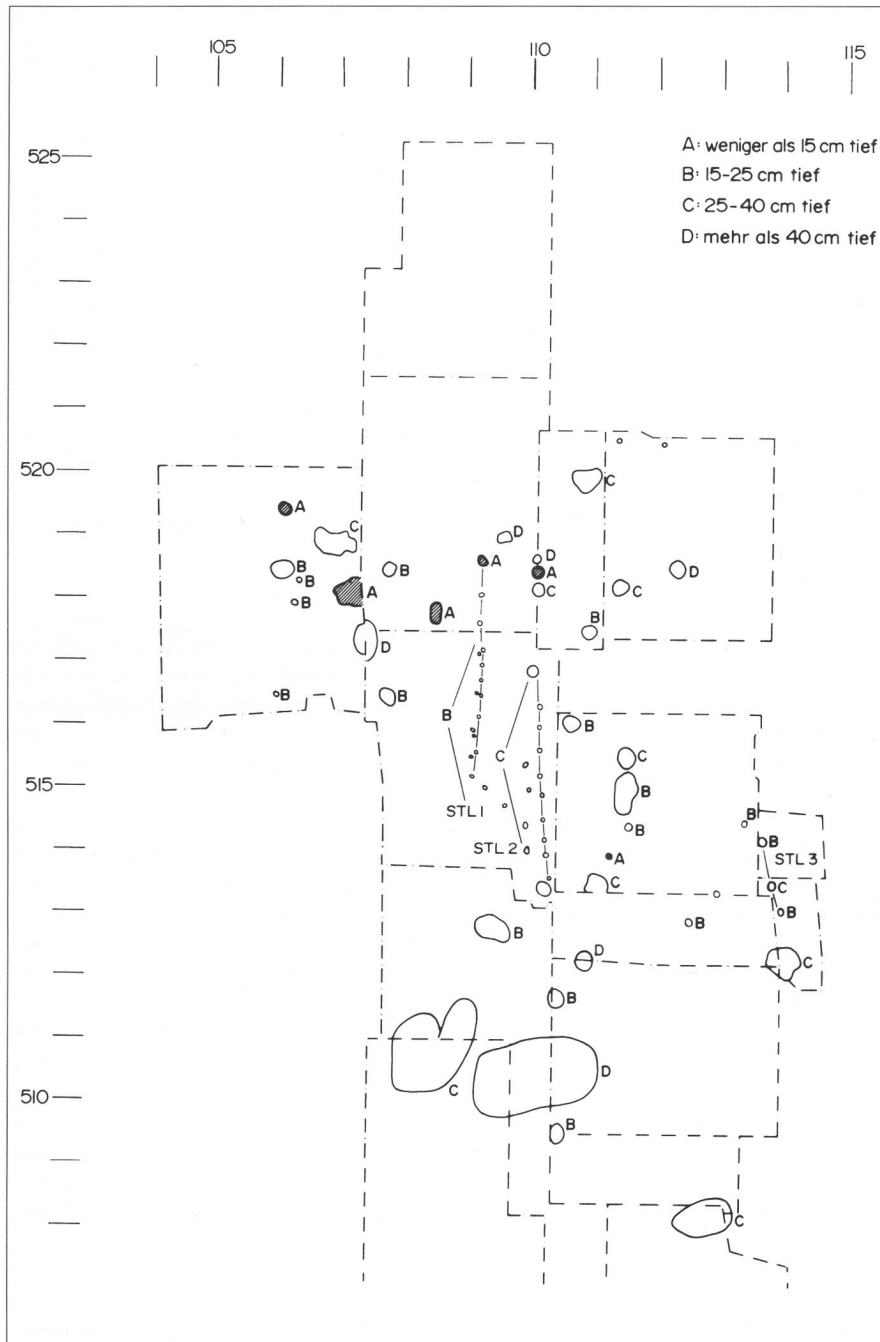 105 110 115
525
A: weniger als 15 cm tief
B: 15-25 cm tief
C: 25-40 cm tief
D: mehr als 40 cm tief
520
C
A
D
C
A D
B B A D
B A C
A
B A B
D
B B B
B
C
515 C
B
STL 1 B B
B
STL 2 STL 3
A
C C
B
B B
D C
B
C D
510
B
C